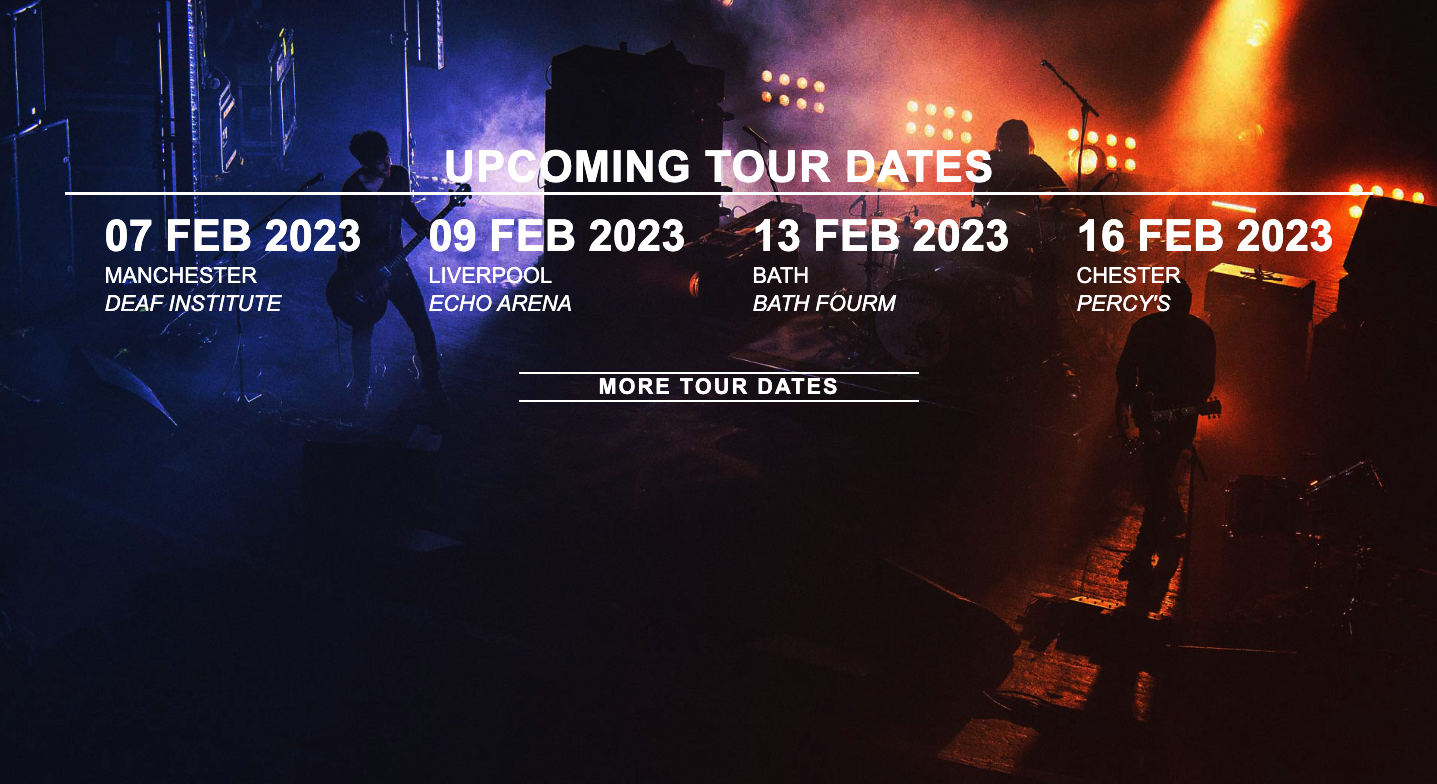 UPCOMING TOUR DATES
07 FEB 2023
MANCHESTER
DEAF INSTITUTE
09 FEB 2023
LIVERPOOL
ECHO ARENA
13 FEB 2023
BATH
BATH FOURM
16 FEB 2023
CHESTER
PERCY'S
MORE TOUR DATES